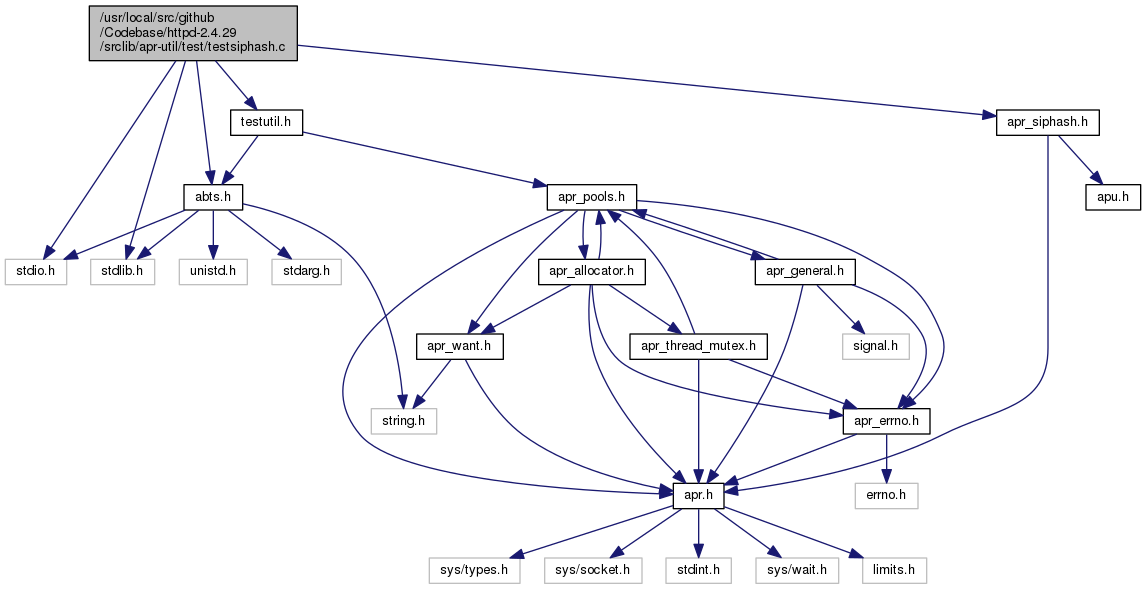 /usr/local/src/github
/Codebase/httpd-2.4.29
/srclib/apr-util/test/testsiphash.c
testutil.h
apr_siphash.h
abts.h
apr_pools.h
apu.h
stdio.h
stdlib.h
unistd.h
stdarg.h
apr_allocator.h
apr_general.h
apr_want.h
apr_thread_mutex.h
signal.h
string.h
apr_errno.h
apr.h
errno.h
sys/types.h
sys/socket.h
stdint.h
sys/wait.h
limits.h